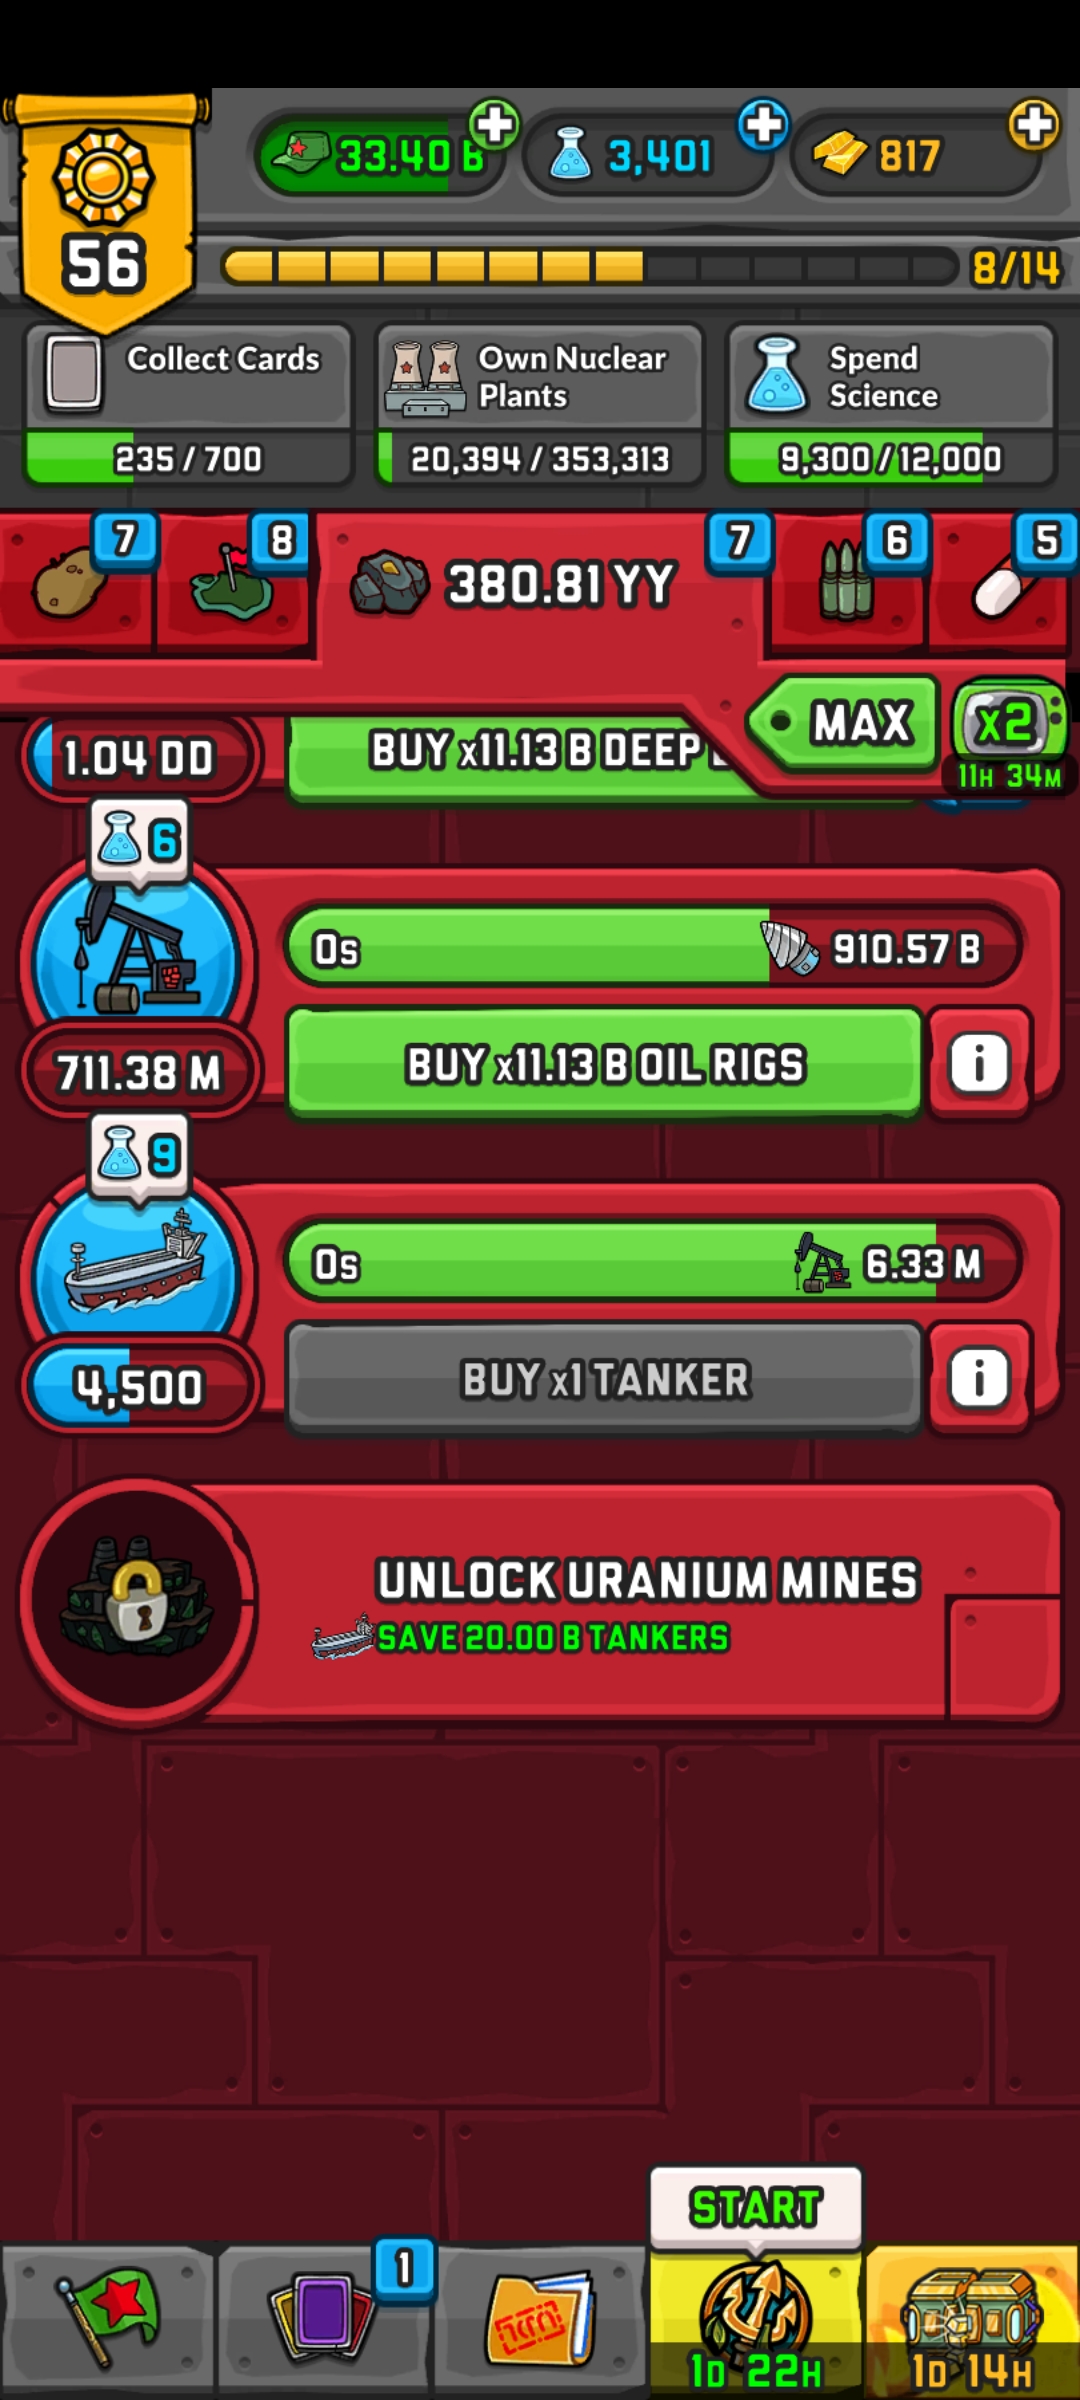 33.40 B
3,401
817
56
8/14
Collect Cards
235 / 700
Own Nuclear
Plants
20,394 / 353,313
Spend
Science
9,300 / 12,000
7
8
380.81 YY
7
6
5
MAX
x2
11H 34M
1.04 DD
BUY x11.13 B DEEP
6
0s
910.57 B
711.38 M
BUY x11.13 B OIL RIGS
i
9
0s
6.33 M
4,500
BUY x1 TANKER
i
UNLOCK URANIUM MINES
SAVE 20.00 B TANKERS
START
1
1D 22H
1D 14H